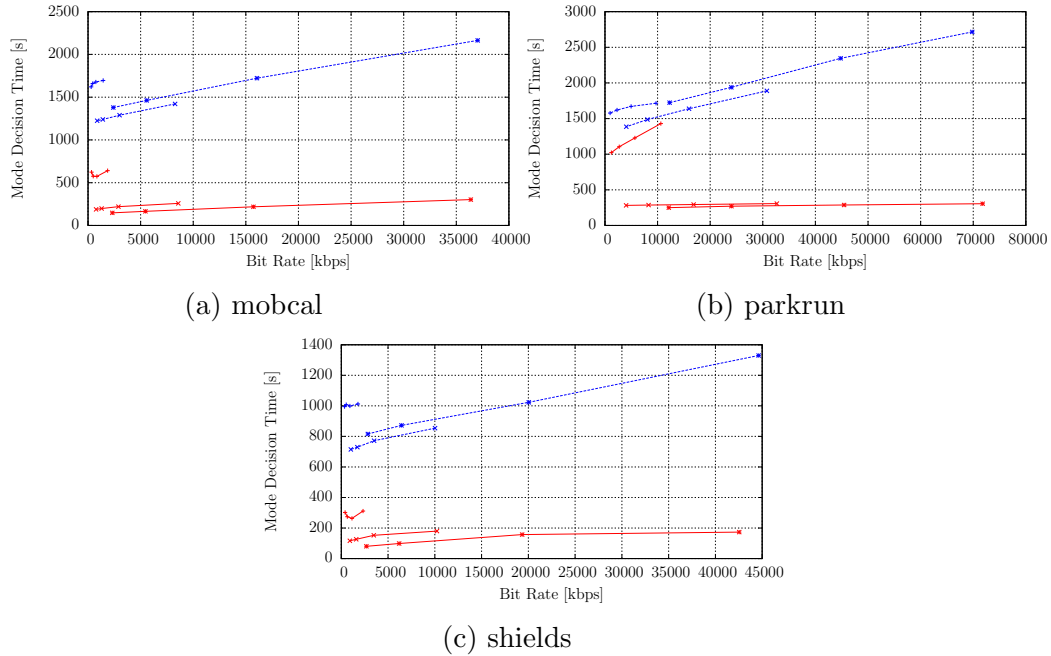 2500
2000
1500
1000
500
0
Mode Decision Time [s]
0 5000 10000 15000 20000 25000 30000 35000 40000
Bit Rate [kbps]
(a) mobcal
3000
2500
2000
1500
1000
500
0
Mode Decision Time [s]
0 10000 20000 30000 40000 50000 60000 70000 80000
Bit Rate [kbps]
(b) parkrun
1400
1200
1000
800
600
400
200
0
Mode Decision Time [s]
0 5000 10000 15000 20000 25000 30000 35000 40000 45000
Bit Rate [kbps]
(c) shields